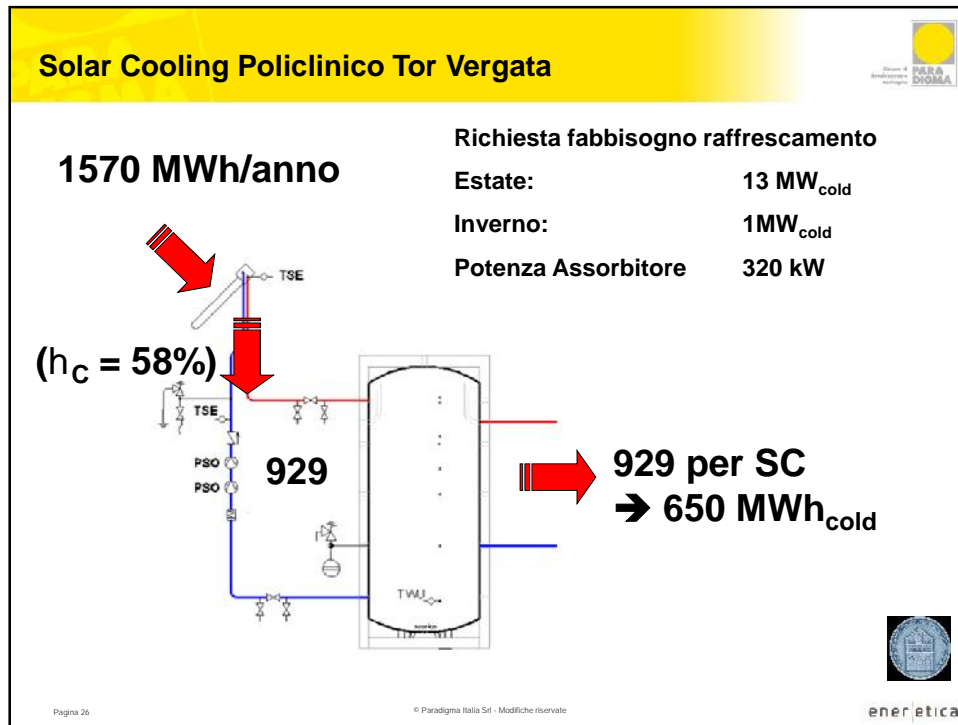 Solar Cooling Policlinico Tor Vergata
PARA
DIGMA
1570 MWh/anno
Richiesta fabbisogno raffrescamento
Estate: 13 MWcold
Inverno: 1MWcold
Potenza Assorbitore 320 kW
TSE
(hC = 58%)
TSE
PSO
PSO
929
929 per SC
➔ 650 MWhcold
TWU
Pagina 26
© Paradigma Italia Srl - Modifiche riservate
ener|etica